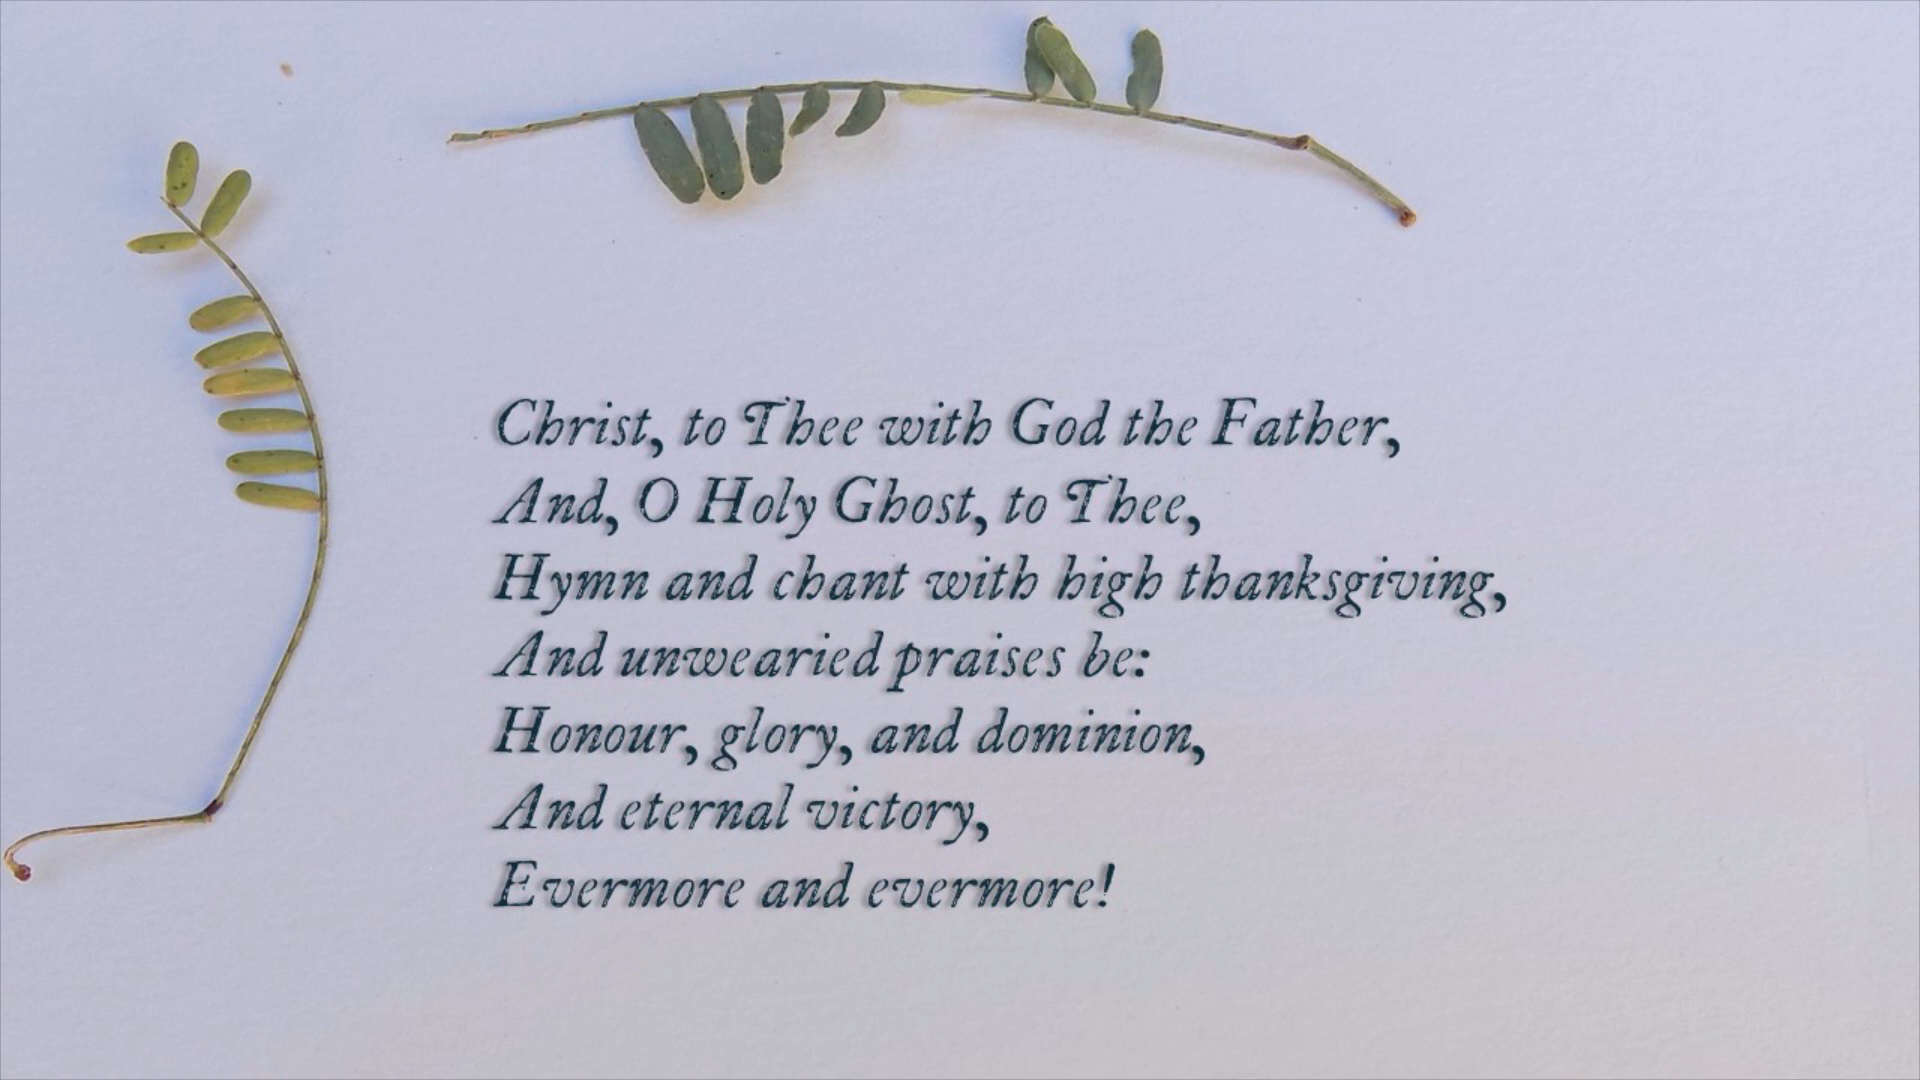 Christ, to Thee with God the Father,
And, O Holy Ghost, to Thee,
Hymn and chant with high thanksgiving,
And unwearied praises be:
Honour, glory, and dominion,
And eternal victory,
Evermore and evermore!